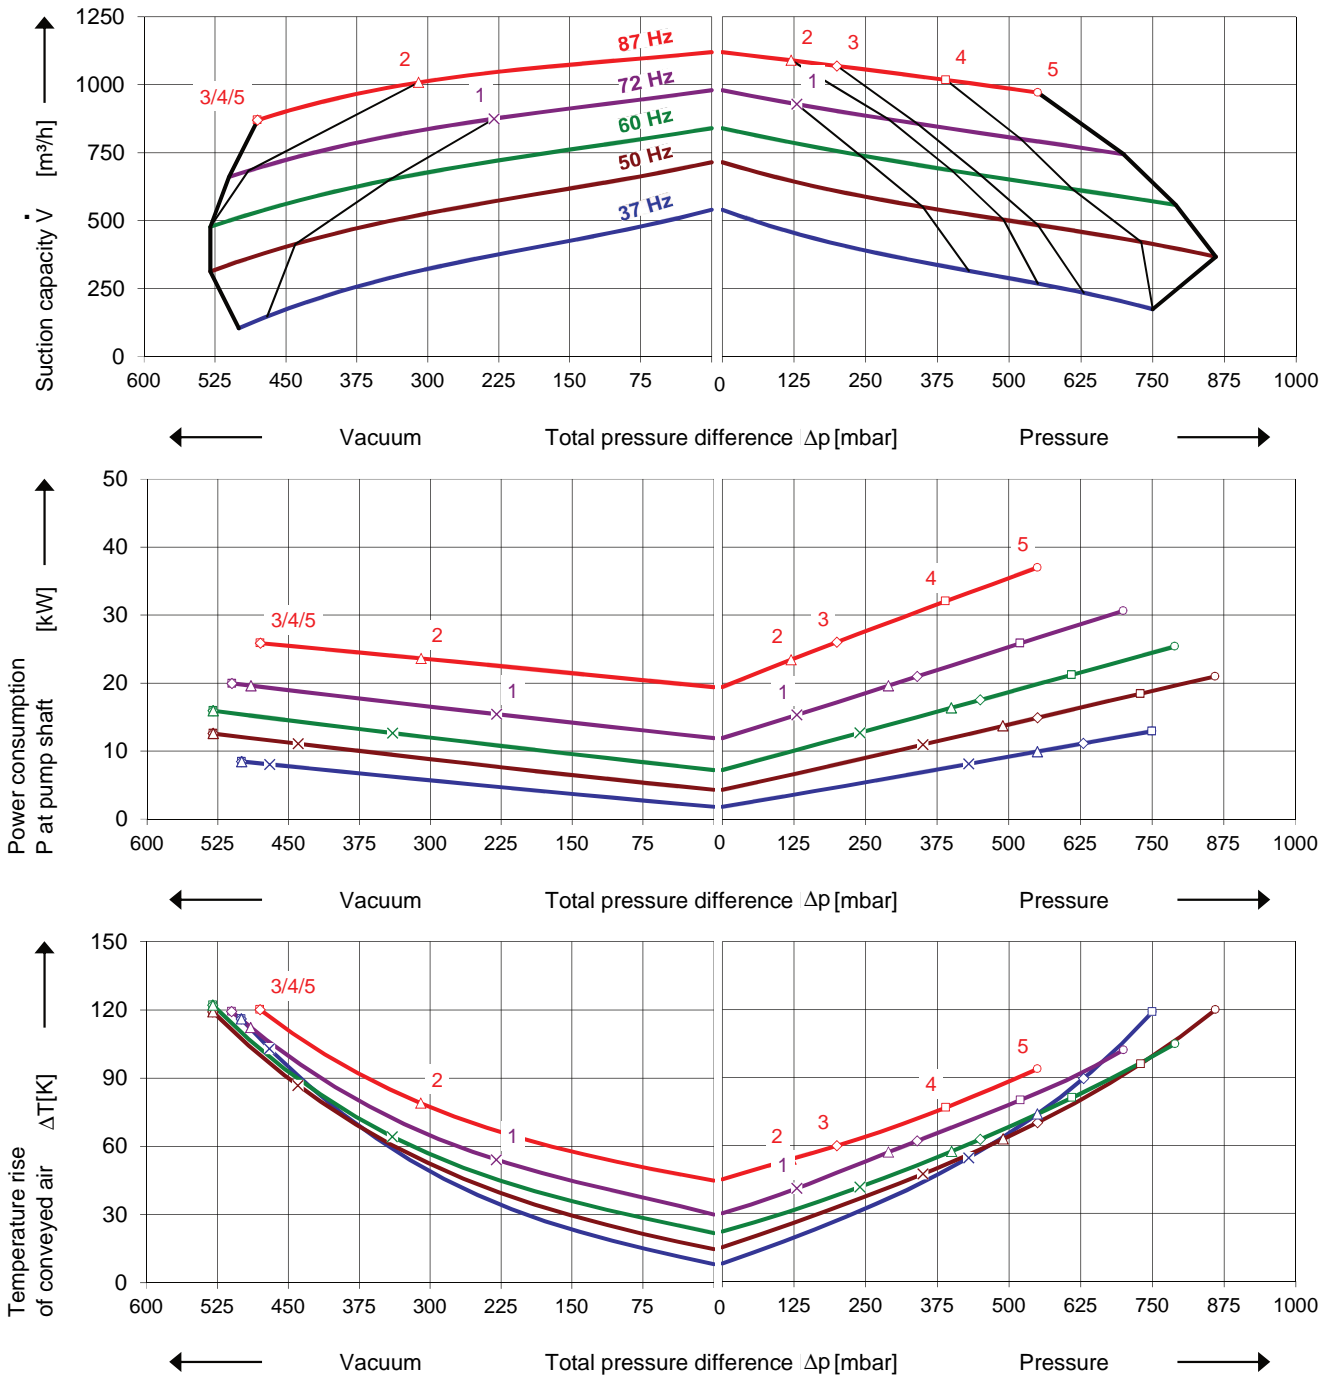 1250
1000
750
500
250
0
Suction capacity V̇ [m³/h]
3/4/5
2
1
87 Hz
72 Hz
60 Hz
50 Hz
37 Hz
2
3
4
5
1
600 525 450 375 300 225 150 75 0 125 250 375 500 625 750 875 1000
Vacuum Total pressure difference Δp [mbar] Pressure
50
40
30
20
10
0
Power consumption
P at pump shaft [kW]
3/4/5
2
1
2
3
4
5
1
600 525 450 375 300 225 150 75 0 125 250 375 500 625 750 875 1000
Vacuum Total pressure difference Δp [mbar] Pressure
150
120
90
60
30
0
Temperature rise
of conveyed air ΔT[K]
3/4/5
2
1
2
3
4
5
1
600 525 450 375 300 225 150 75 0 125 250 375 500 625 750 875 1000
Vacuum Total pressure difference Δp [mbar] Pressure